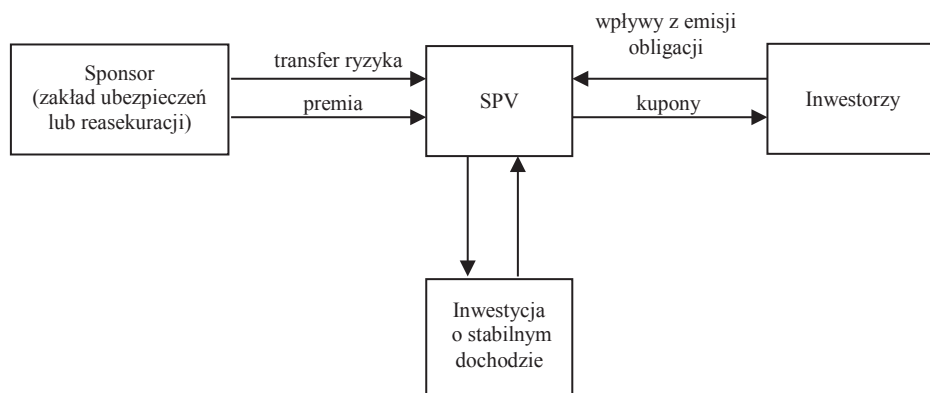 Sponsor
(zakład ubezpieczeń
lub reasekuracji)
transfer ryzyka
premia
SPV
wpływy z emisji
obligacji
kupony
Inwestorzy
Inwestycja
o stabilnym
dochodzie